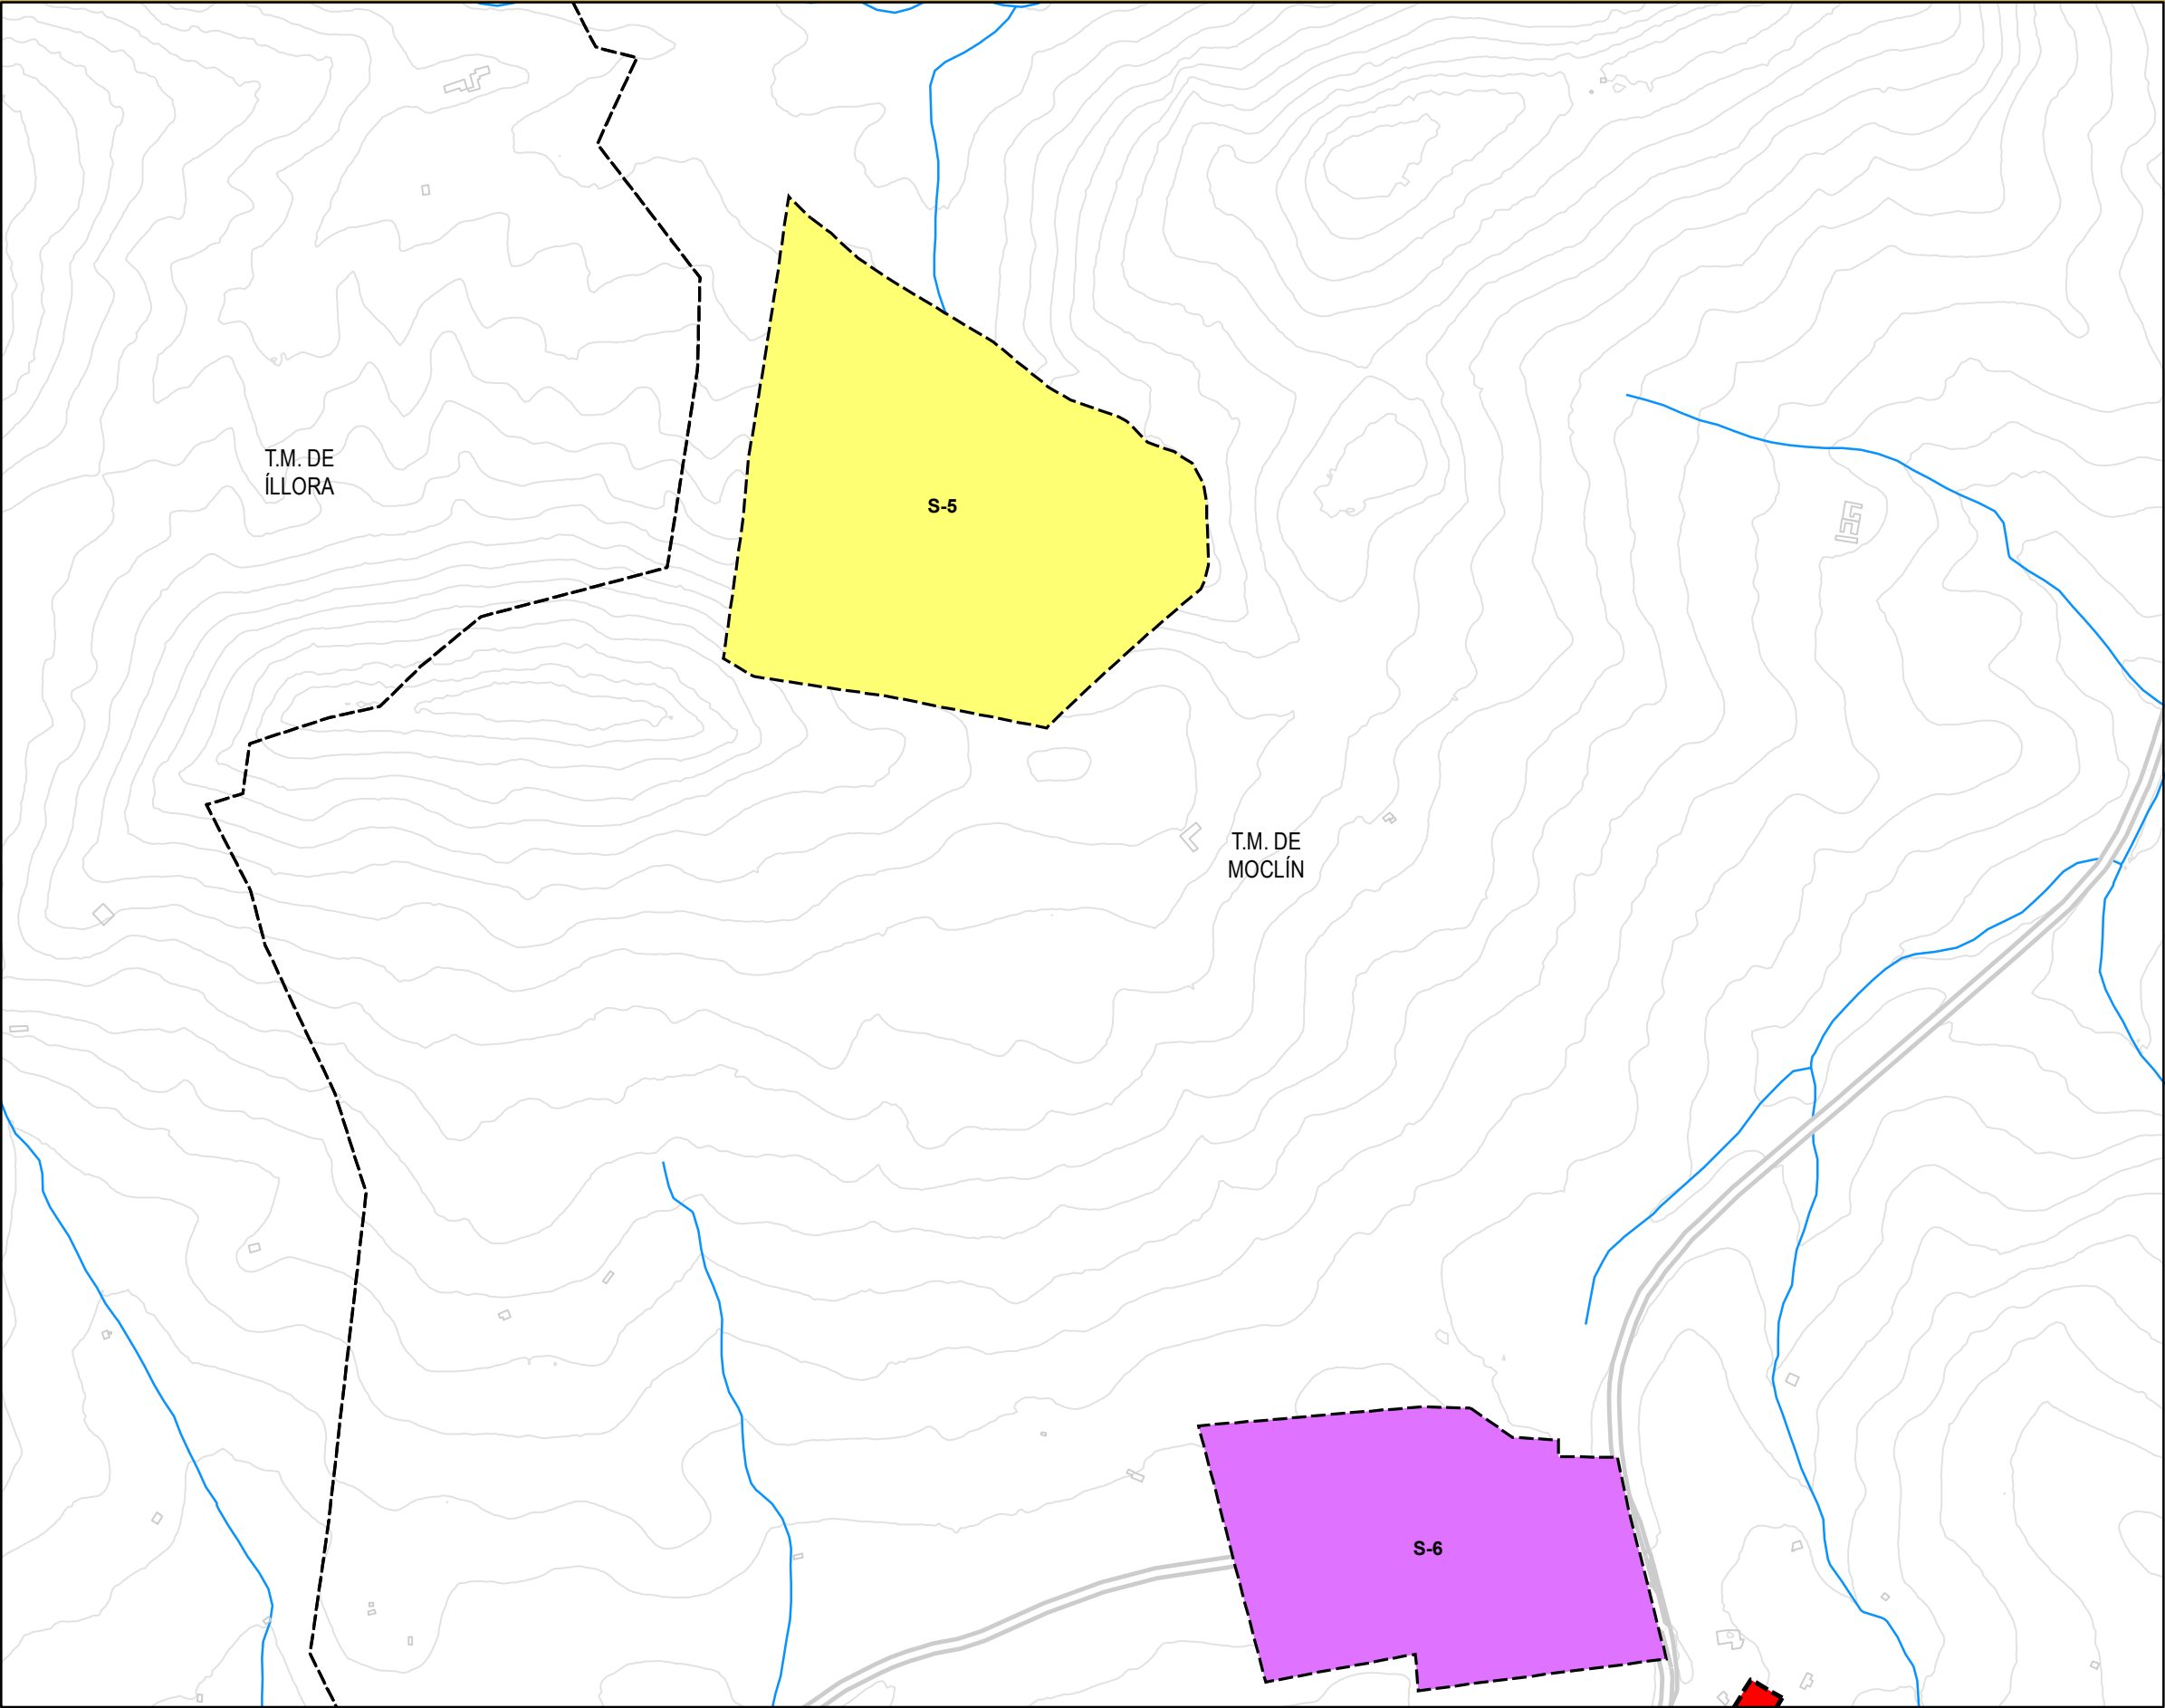 T.M. DE
ÍLLORA
S-5
T.M. DE
MOCLÍN
S-6